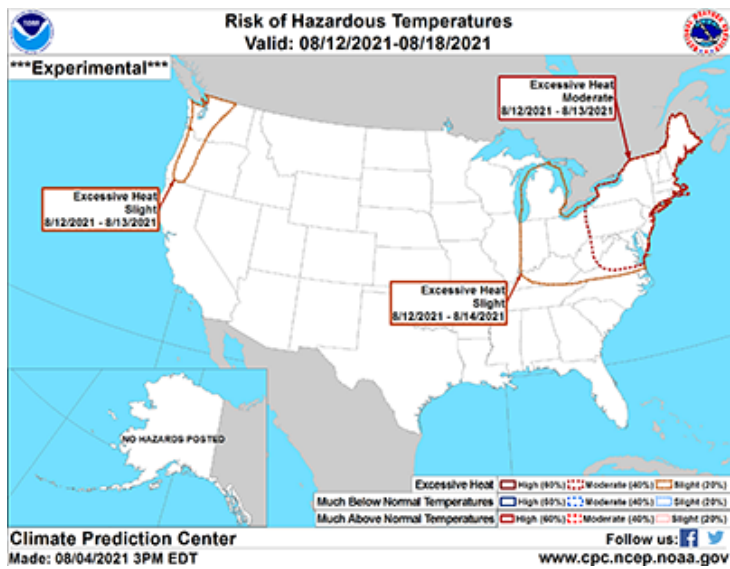 Risk of Hazardous Temperatures
Valid: 08/12/2021-08/18/2021
***Experimental***
Excessive Heat
Moderate
8/12/2021 - 8/13/2021
Excessive Heat
Slight
8/12/2021 - 8/13/2021
Excessive Heat
Slight
8/12/2021 - 8/14/2021
NO HAZARDS POSTED
Excessive Heat High (60%) Moderate (40%) Slight (20%)
Much Below Normal Temperatures High (60%) Moderate (40%) Slight (20%)
Much Above Normal Temperatures High (60%) Moderate (40%) Slight (20%)
Climate Prediction Center Follow us:
Made: 08/04/2021 3PM EDT www.cpc.ncep.noaa.gov